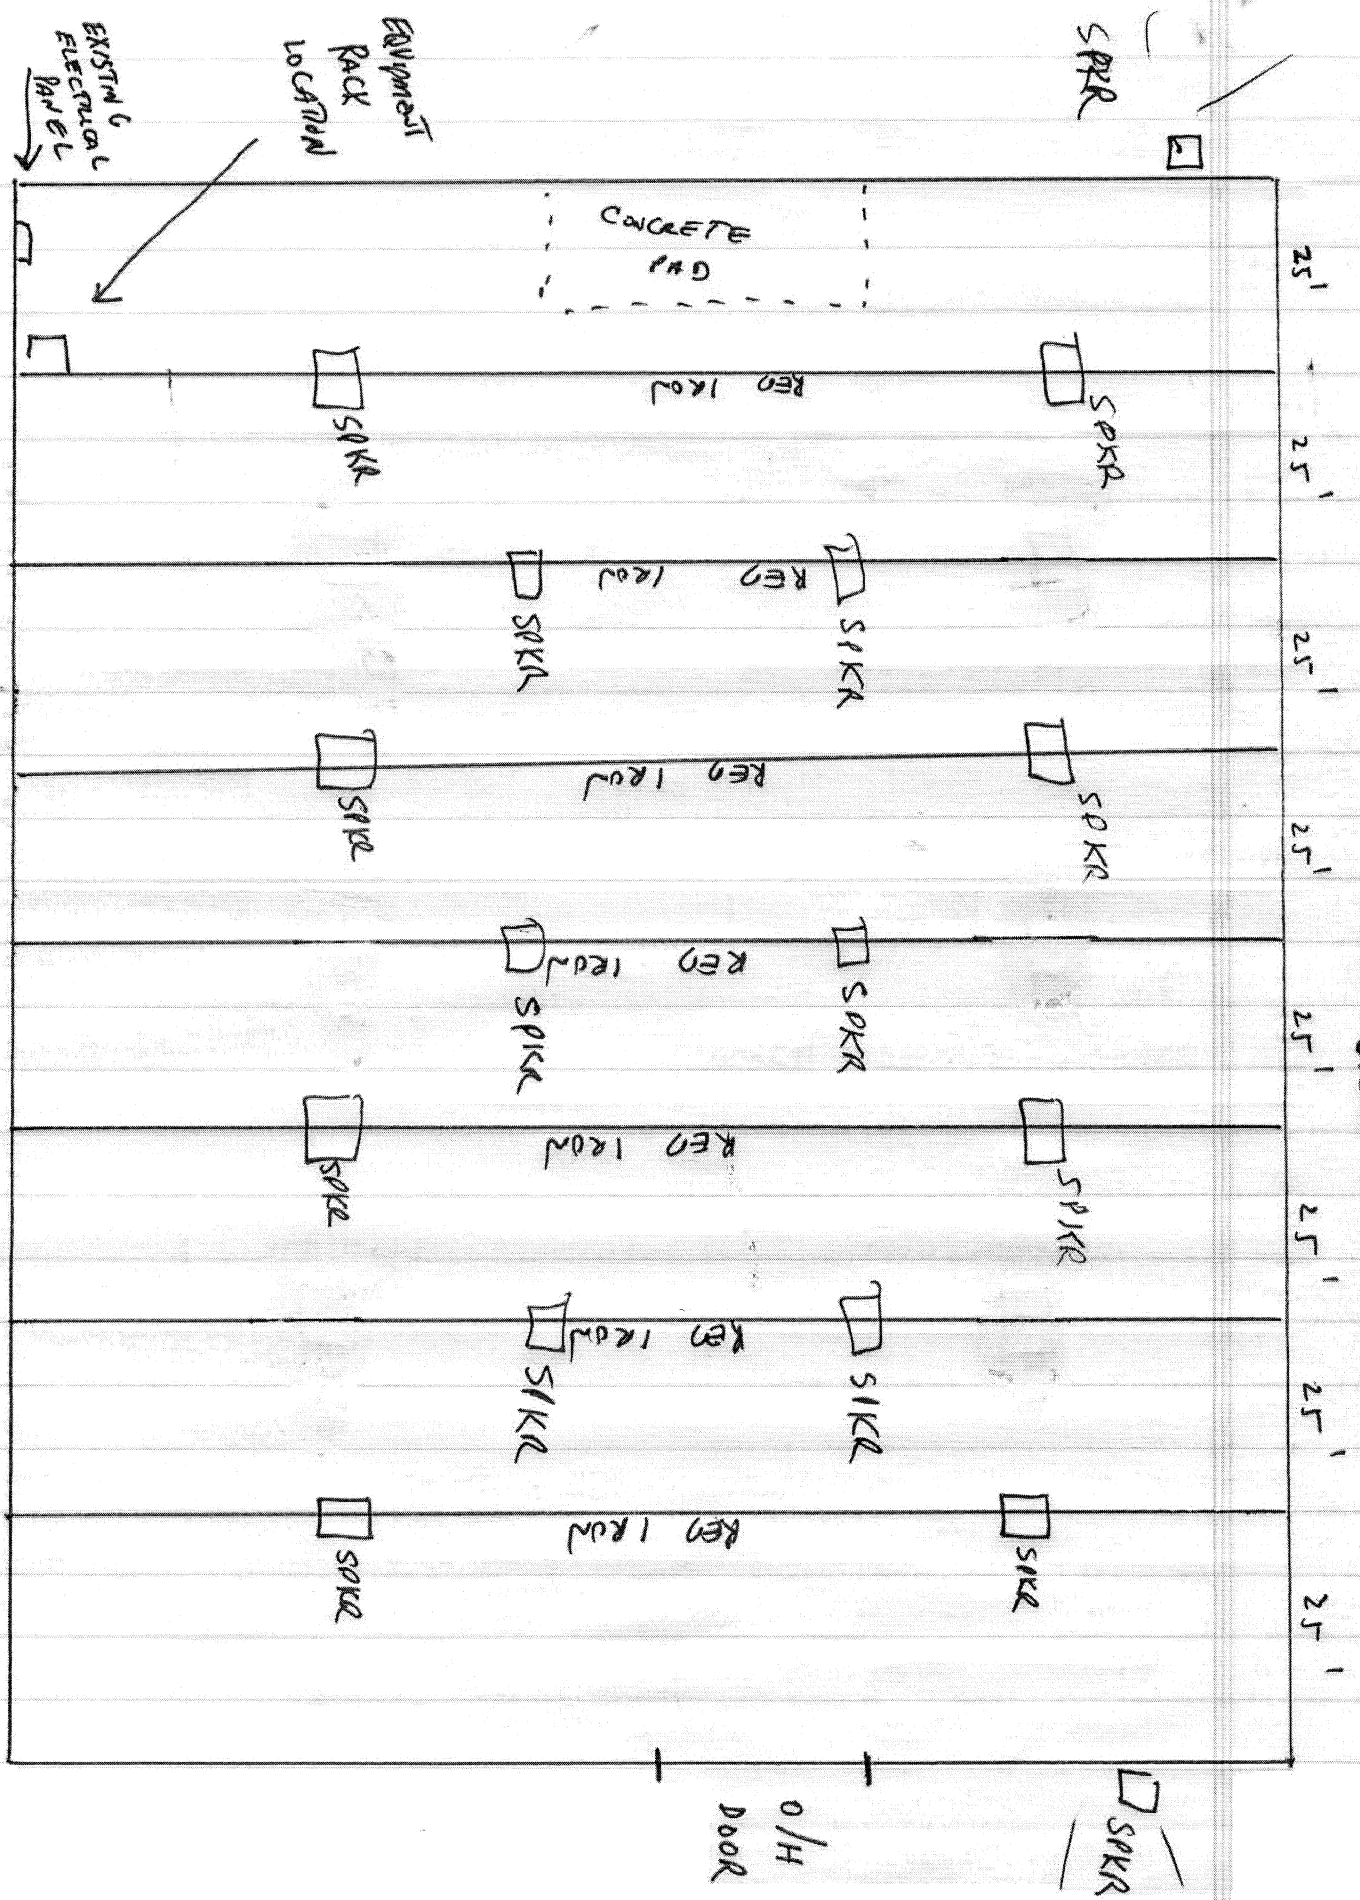 EXISTING
ELECTRICAL
PANEL
EQUIPMENT
RACK
LOCATION
SPKR
CONCRETE
PAD
25'
RED IRON
SPKR
SPKR
25'
RED IRON
SPKR
SPKR
25'
RED IRON
SPKR
SPKR
25'
RED IRON
SPKR
SPKR
25'
RED IRON
SPKR
SPKR
25'
RED IRON
SPKR
SPKR
25'
RED IRON
SPKR
SPKR
25'
O/H
DOOR
SPKR